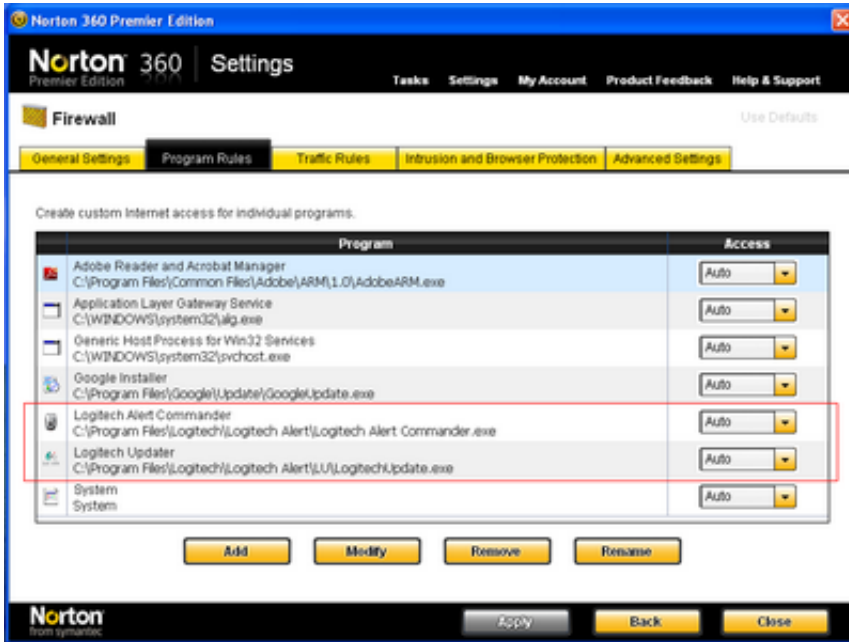 Norton 360 Premier Edition
Norton 360 Settings
Premier Edition
Tasks Settings My Account Product Feedback Help & Support
Firewall
Use Defaults
General Settings Program Rules Traffic Rules Intrusion and Browser Protection Advanced Settings
Create custom Internet access for individual programs.
Program Access
Adobe Reader and Acrobat Manager
C:\Program Files\Common Files\Adobe\ARM\1.0\AdobeARM.exe
Auto
Application Layer Gateway Service
C:\WINDOWS\system32\alg.exe
Auto
Generic Host Process for Win32 Services
C:\WINDOWS\system32\svchost.exe
Auto
Google Installer
C:\Program Files\Google\Update\GoogleUpdate.exe
Auto
Logitech Alert Commander
C:\Program Files\Logitech\Logitech Alert\Logitech Alert Commander.exe
Auto
Logitech Updater
C:\Program Files\Logitech\Logitech Alert\LU\LogitechUpdate.exe
Auto
System
System
Auto
Add Modify Remove Rename
Norton
from symantec
Apply Back Close